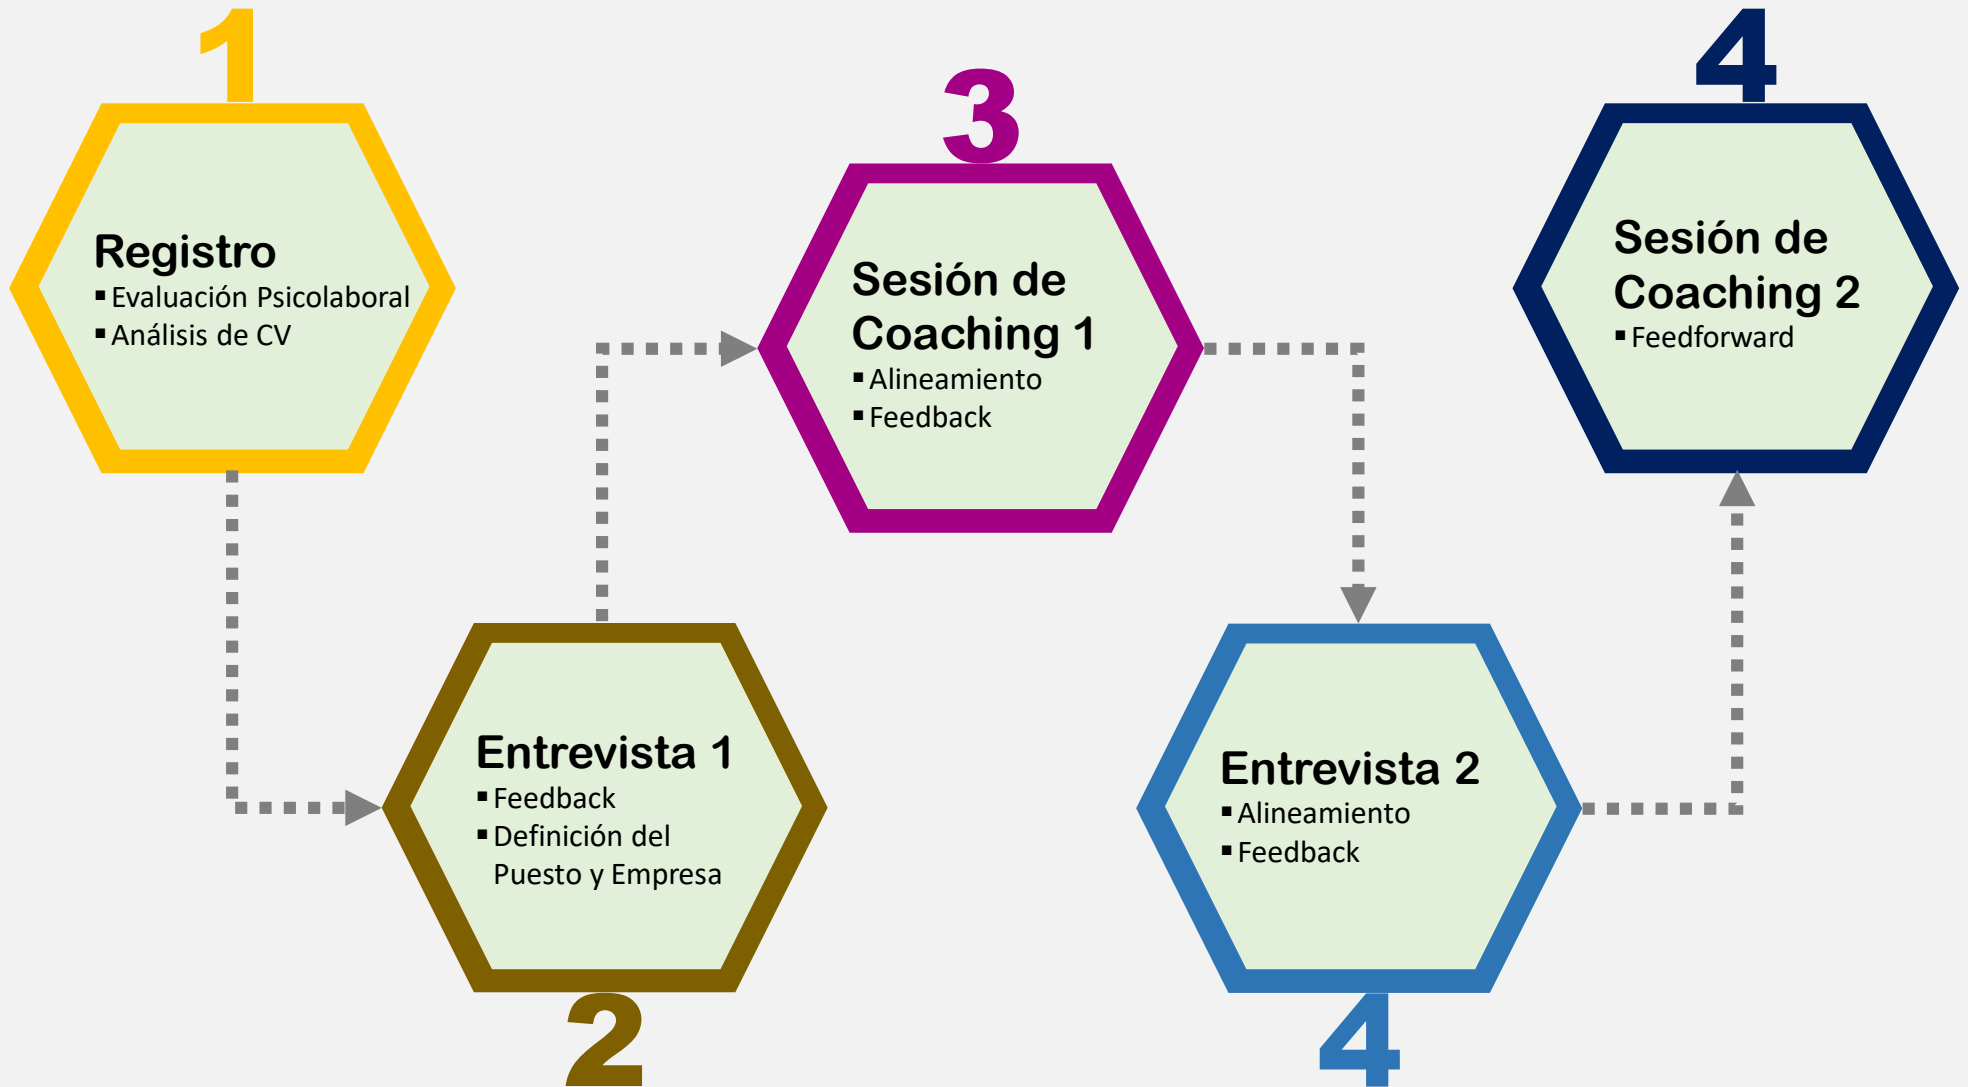 1
Registro
▪ Evaluación Psicolaboral
▪ Análisis de CV
2
Entrevista 1
▪ Feedback
▪ Definición del
Puesto y Empresa
3
Sesión de
Coaching 1
▪ Alineamiento
▪ Feedback
4
Entrevista 2
▪ Alineamiento
▪ Feedback
4
Sesión de
Coaching 2
▪ Feedforward